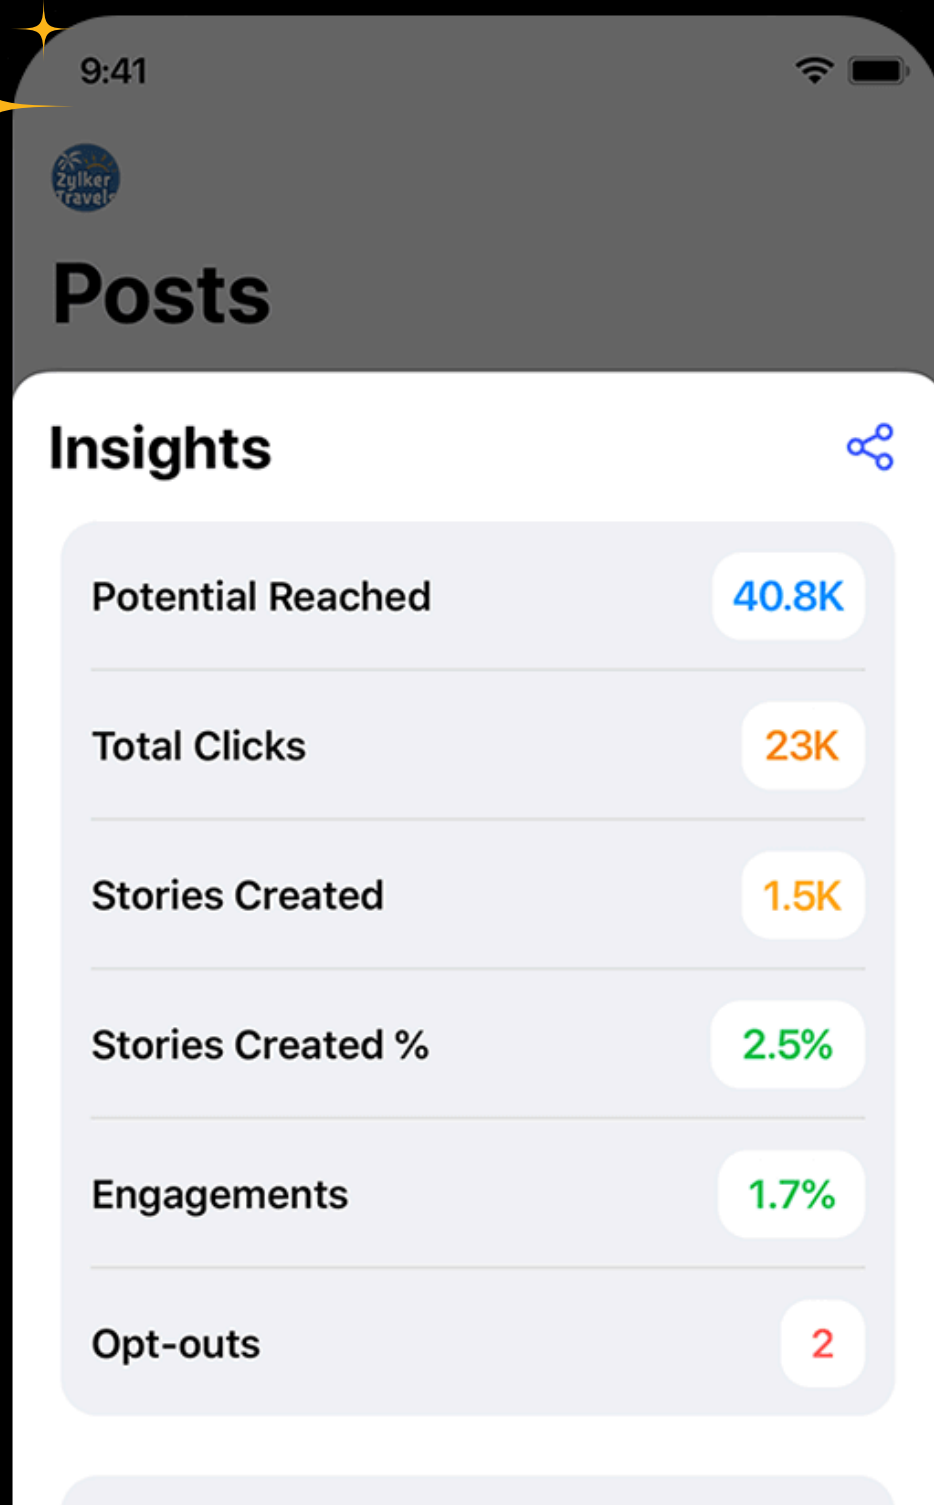 9:41
Zylker
Travels
Posts
Insights
Potential Reached 40.8K
Total Clicks 23K
Stories Created 1.5K
Stories Created % 2.5%
Engagements 1.7%
Opt-outs 2